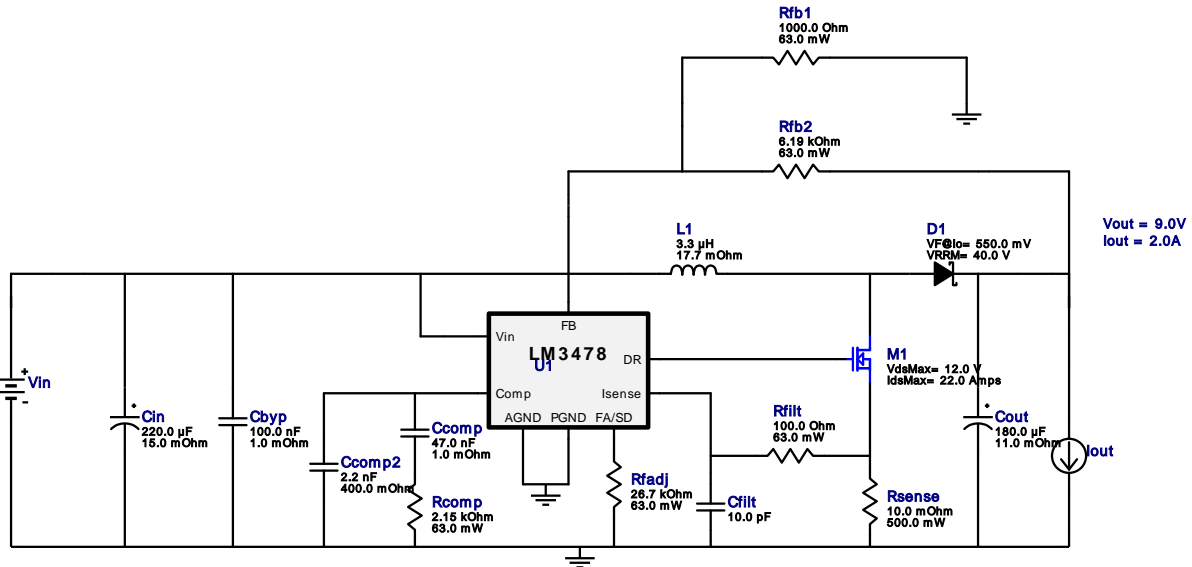 Rfb1
1000.0 Ohm
63.0 mW
Rfb2
6.19 kOhm
63.0 mW
Vout = 9.0V
Iout = 2.0A
L1
3.3 µH
17.7 mOhm
D1
VF@Io= 550.0 mV
VRRM= 40.0 V
FB
Vin
LM3478
U1
DR
Comp
Isense
AGND PGND FA/SD
M1
VdsMax= 12.0 V
IdsMax= 22.0 Amps
+
Vin
-
Cin
220.0 µF
15.0 mOhm
Cbyp
100.0 nF
1.0 mOhm
Ccomp
47.0 nF
1.0 mOhm
Ccomp2
2.2 nF
400.0 mOhm
Rcomp
2.15 kOhm
63.0 mW
Rfadj
26.7 kOhm
63.0 mW
Rfilt
100.0 Ohm
63.0 mW
Cfilt
10.0 pF
Rsense
10.0 mOhm
500.0 mW
Cout
180.0 µF
11.0 mOhm
Iout